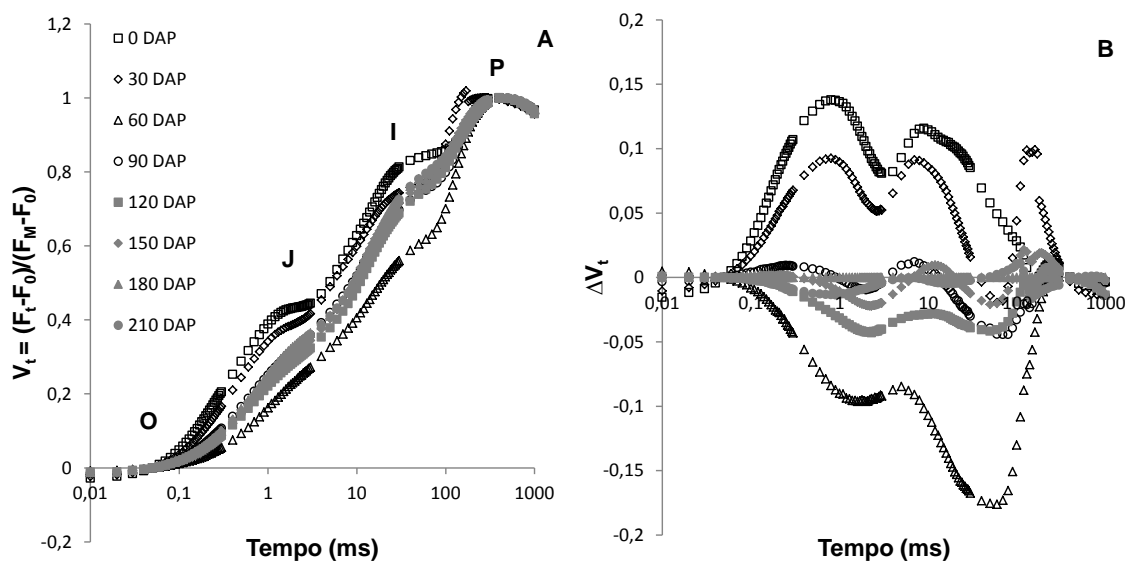 A
1,2
1
0,8
0,6
0,4
0,2
0
-0,2
0,01
0,1
1
10
100
1000
V_t = (F_t-F_0)/(F_M-F_0)
Tempo (ms)
0 DAP
30 DAP
60 DAP
90 DAP
120 DAP
150 DAP
180 DAP
210 DAP
O
J
I
P
B
0,2
0,15
0,1
0,05
0
-0,05
-0,1
-0,15
-0,2
0,01
0,1
1
10
100
1000
ΔV_t
Tempo (ms)